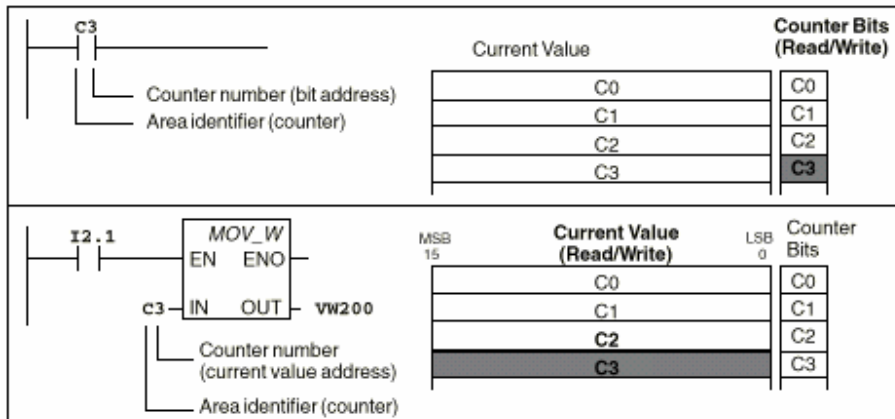 C3
Counter number (bit address)
Area identifier (counter)
Current Value
Counter Bits
(Read/Write)
C0 C0
C1 C1
C2 C2
C3 C3
I2.1
MOV_W
EN ENO
C3 IN OUT VW200
Counter number
(current value address)
Area identifier (counter)
MSB
15
Current Value
(Read/Write)
LSB
0
Counter
Bits
C0 C0
C1 C1
C2 C2
C3 C3